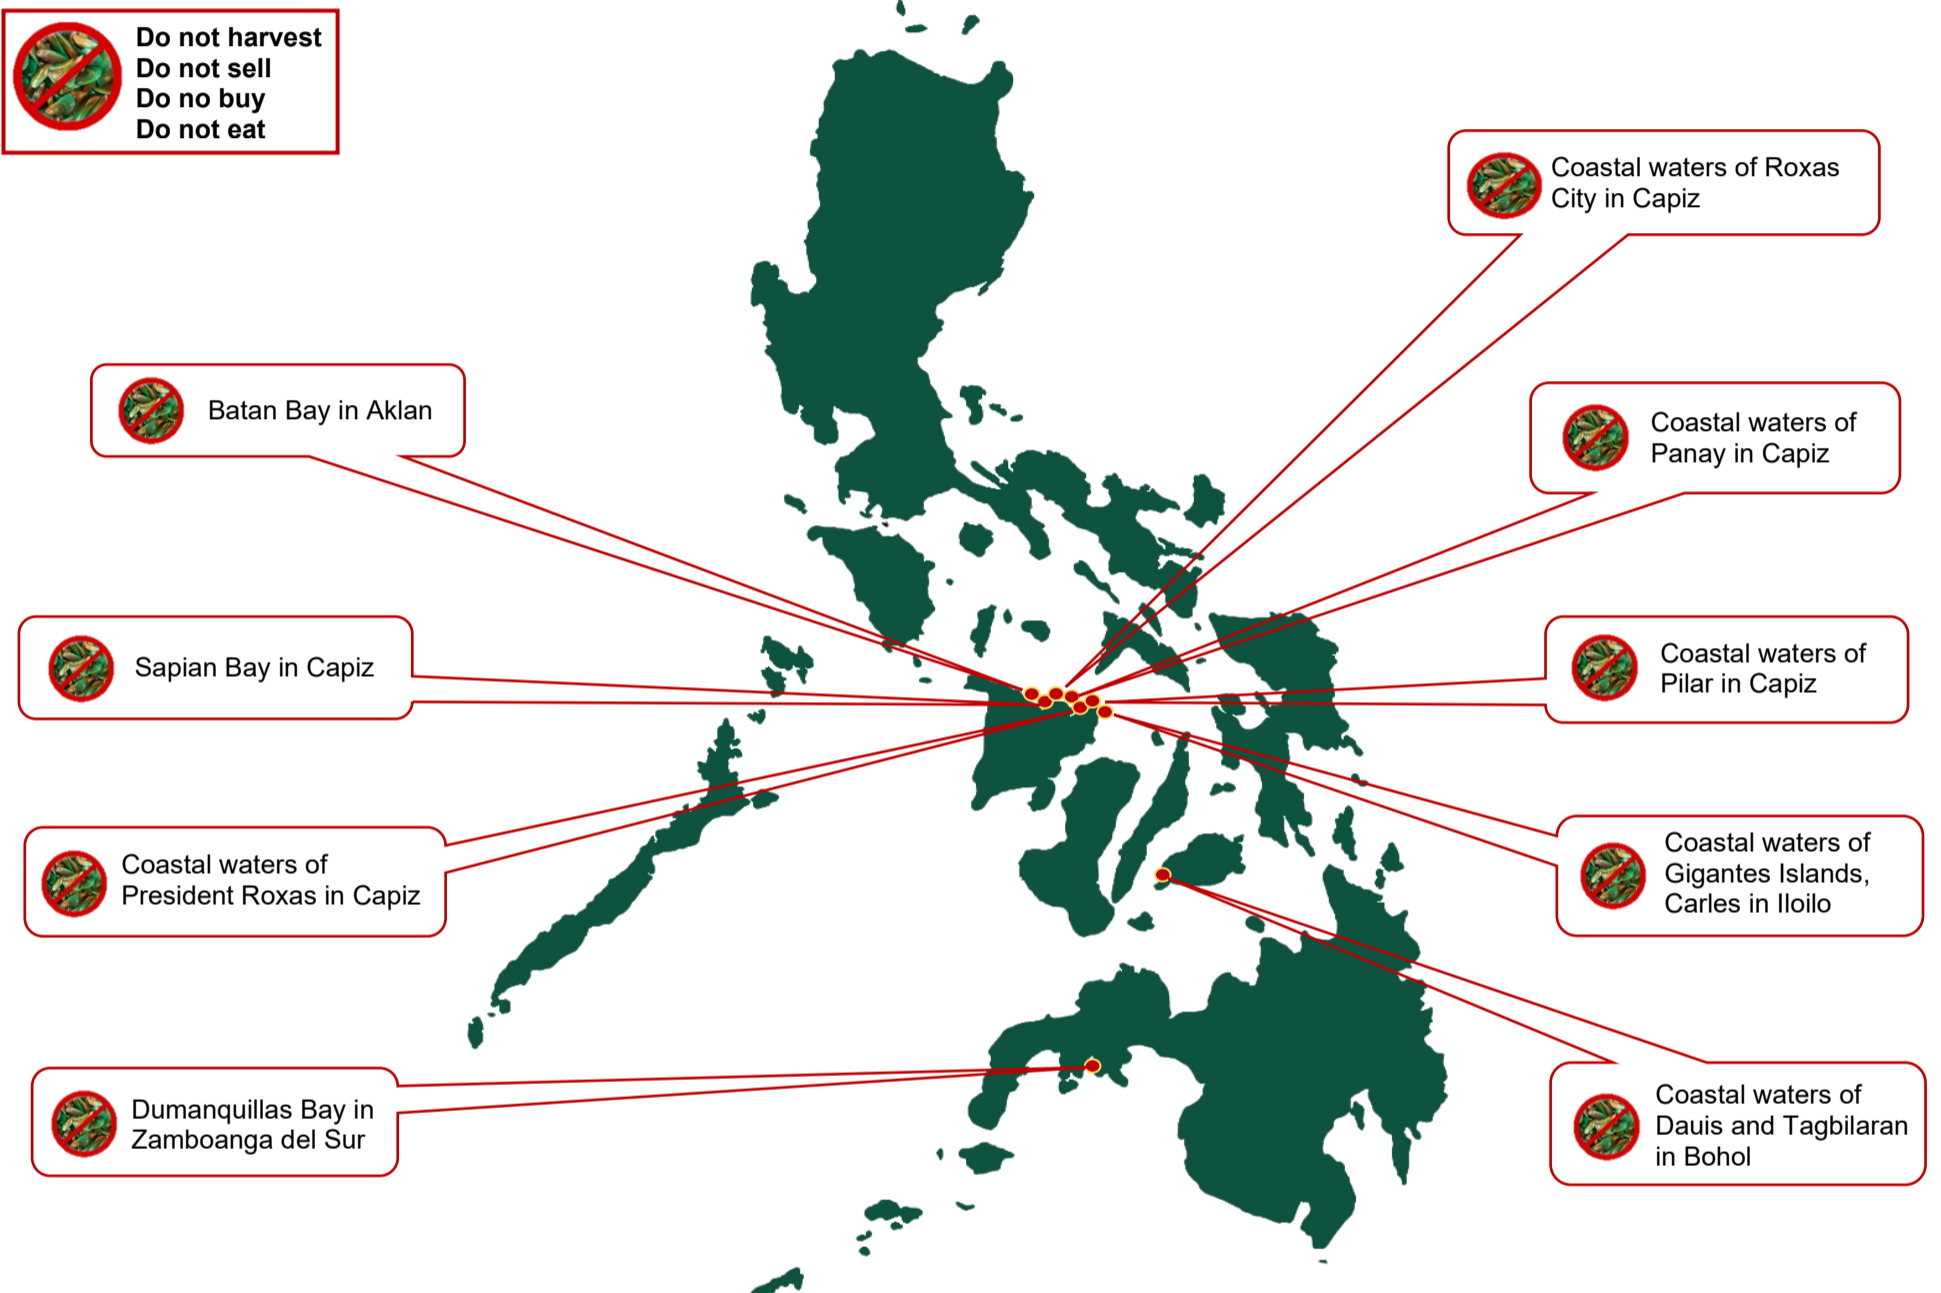 Do not harvest
Do not sell
Do no buy
Do not eat
Coastal waters of Roxas
City in Capiz
Batan Bay in Aklan
Coastal waters of
Panay in Capiz
Sapian Bay in Capiz
Coastal waters of
Pilar in Capiz
Coastal waters of
President Roxas in Capiz
Coastal waters of
Gigantes Islands,
Carles in Iloilo
Dumanquillas Bay in
Zamboanga del Sur
Coastal waters of
Dauis and Tagbilaran
in Bohol